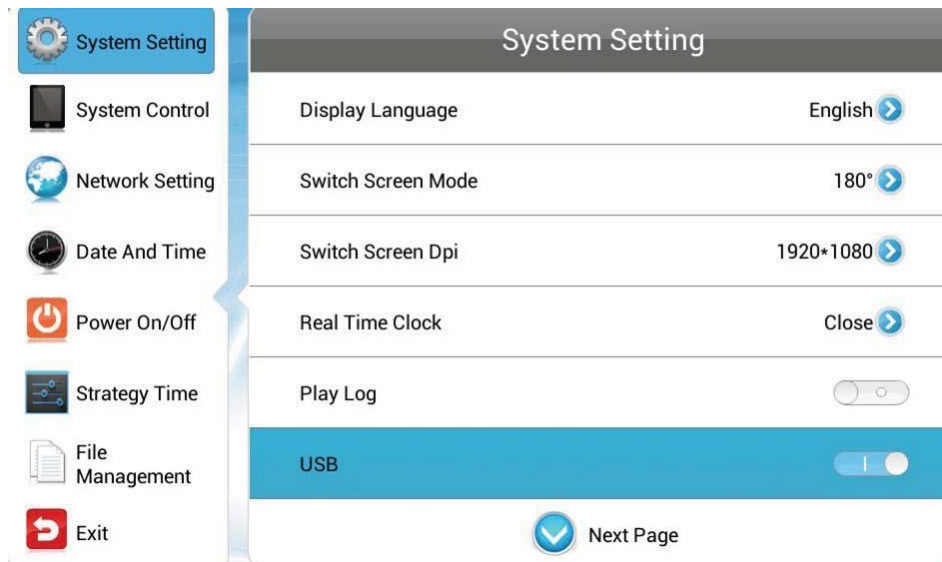 System Setting
System Control
Network Setting
Date And Time
Power On/Off
Strategy Time
File
Management
Exit
System Setting
Display Language English
Switch Screen Mode 180°
Switch Screen Dpi 1920*1080
Real Time Clock Close
Play Log
USB
Next Page